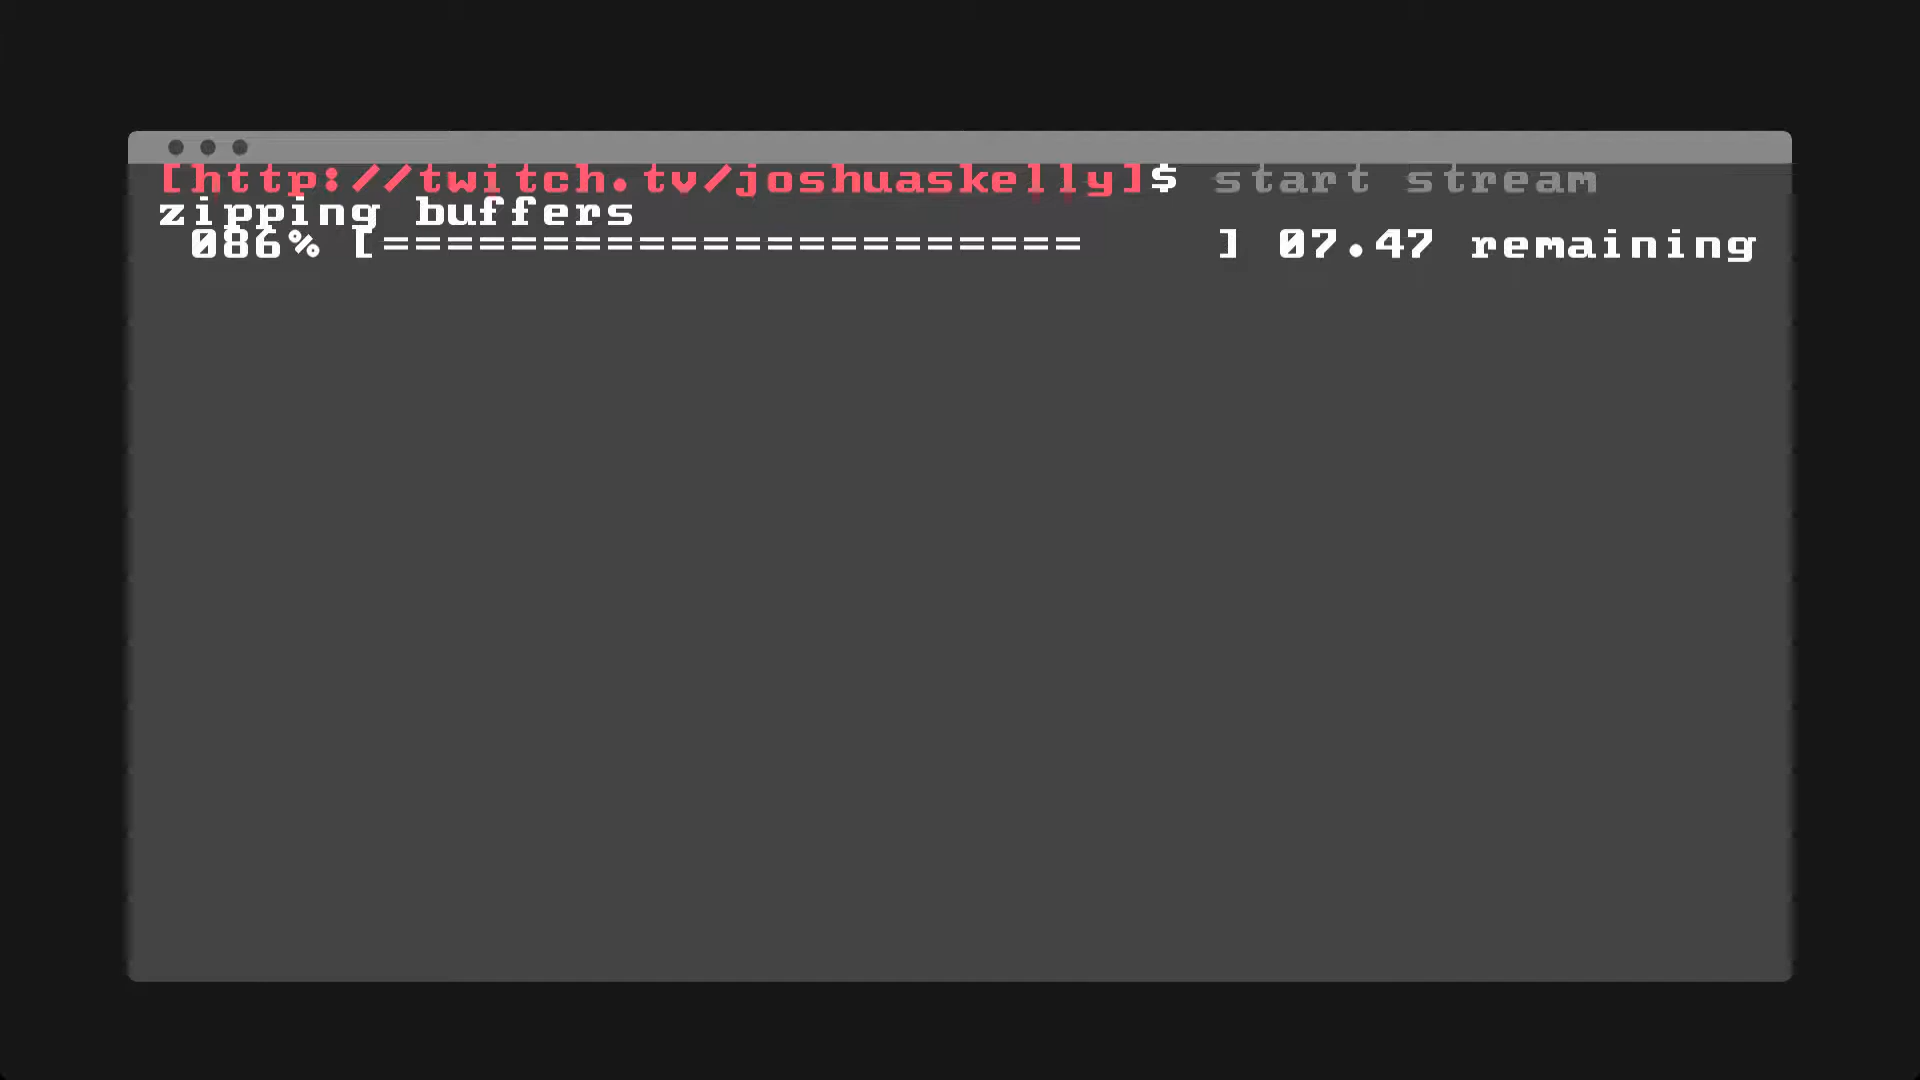 [http://twitch.tv/joshuaskelly]$ start stream
zipping buffers
086% [======================    ] 07.47 remaining